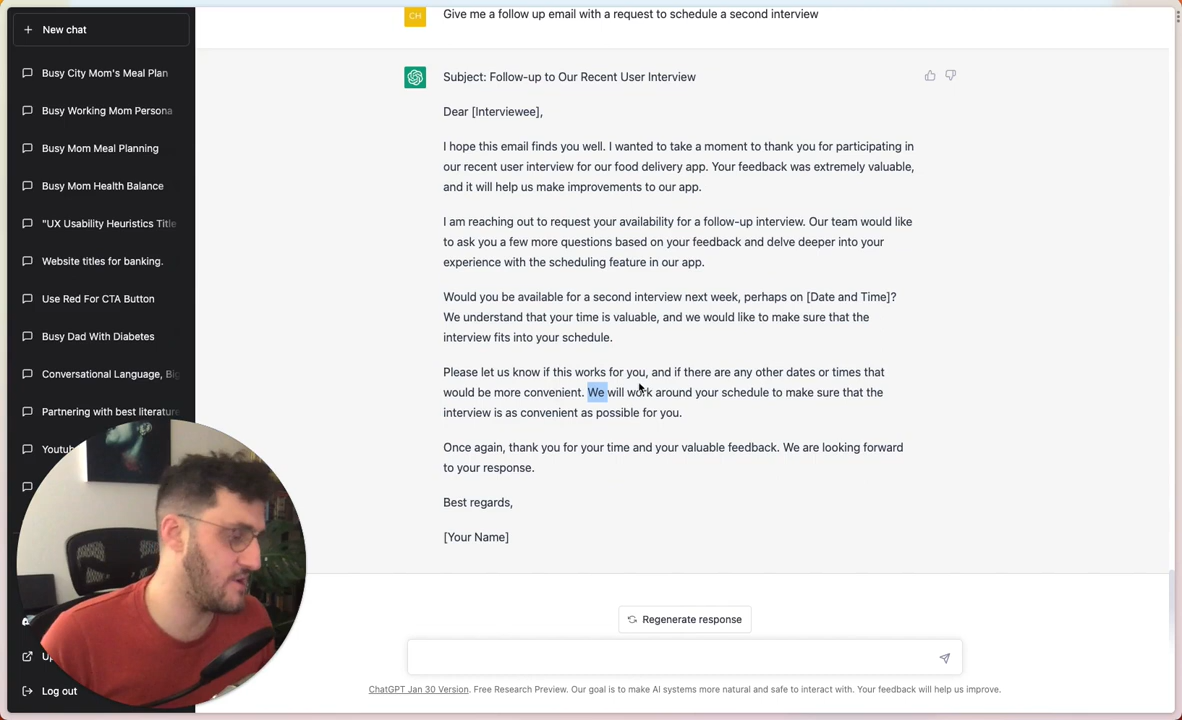 New chat
Busy City Mom's Meal Plan
Busy Working Mom Persona
Busy Mom Meal Planning
Busy Mom Health Balance
"UX Usability Heuristics Title
Website titles for banking.
Use Red For CTA Button
Busy Dad With Diabetes
Conversational Language, Big
Partnering with best literature
Log out
CH
Give me a follow up email with a request to schedule a second interview
Subject: Follow-up to Our Recent User Interview
Dear [Interviewee],
I hope this email finds you well. I wanted to take a moment to thank you for participating in
our recent user interview for our food delivery app. Your feedback was extremely valuable,
and it will help us make improvements to our app.
I am reaching out to request your availability for a follow-up interview. Our team would like
to ask you a few more questions based on your feedback and delve deeper into your
experience with the scheduling feature in our app.
Would you be available for a second interview next week, perhaps on [Date and Time]?
We understand that your time is valuable, and we would like to make sure that the
interview fits into your schedule.
Please let us know if this works for you, and if there are any other dates or times that
would be more convenient. We will work around your schedule to make sure that the
interview is as convenient as possible for you.
Once again, thank you for your time and your valuable feedback. We are looking forward
to your response.
Best regards,
[Your Name]
Regenerate response
ChatGPT Jan 30 Version. Free Research Preview. Our goal is to make AI systems more natural and safe to interact with. Your feedback will help us improve.